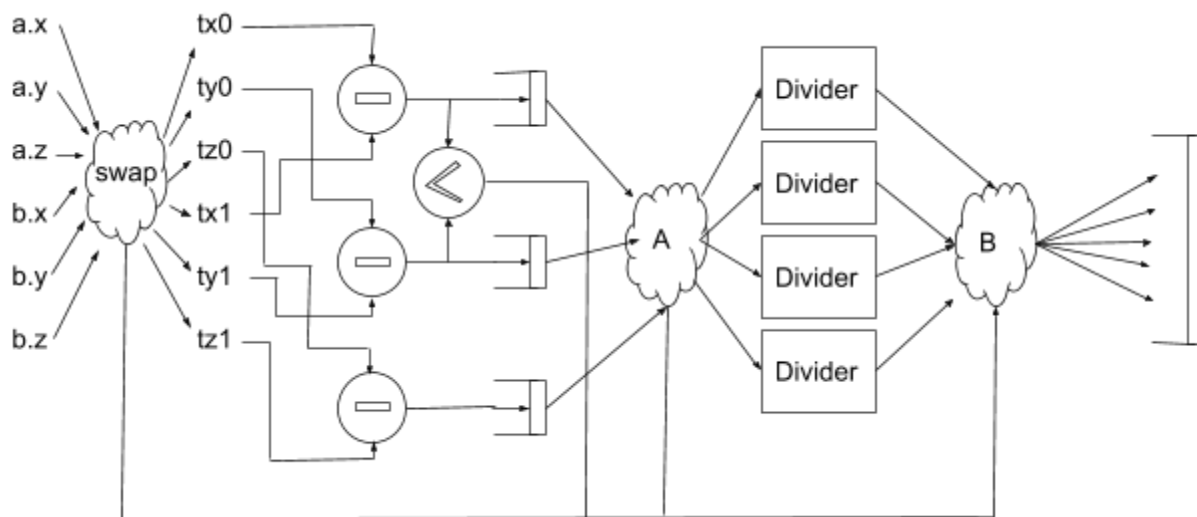 a.x
a.y
a.z
b.x
b.y
b.z
swap
tx0
ty0
tz0
tx1
ty1
tz1
A
Divider
Divider
Divider
Divider
B